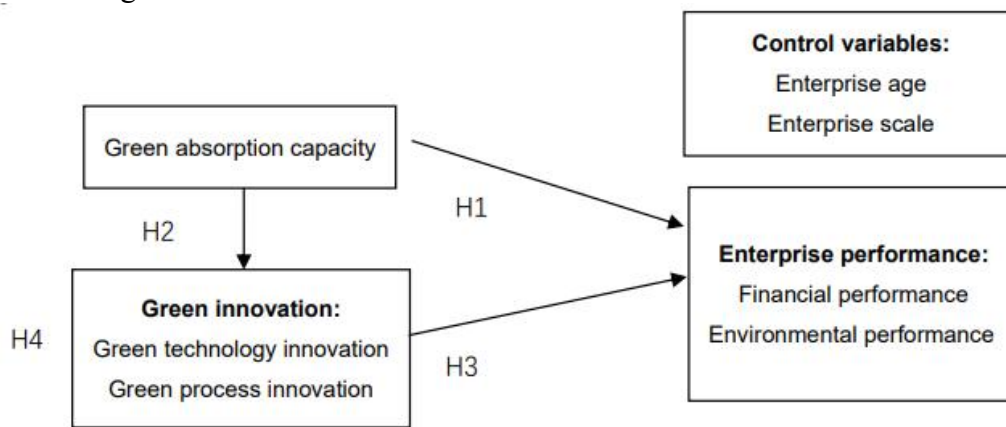 Control variables:
Enterprise age
Enterprise scale
Green absorption capacity
H1
H2
Enterprise performance:
Financial performance
Environmental performance
Green innovation:
Green technology innovation
Green process innovation
H4
H3